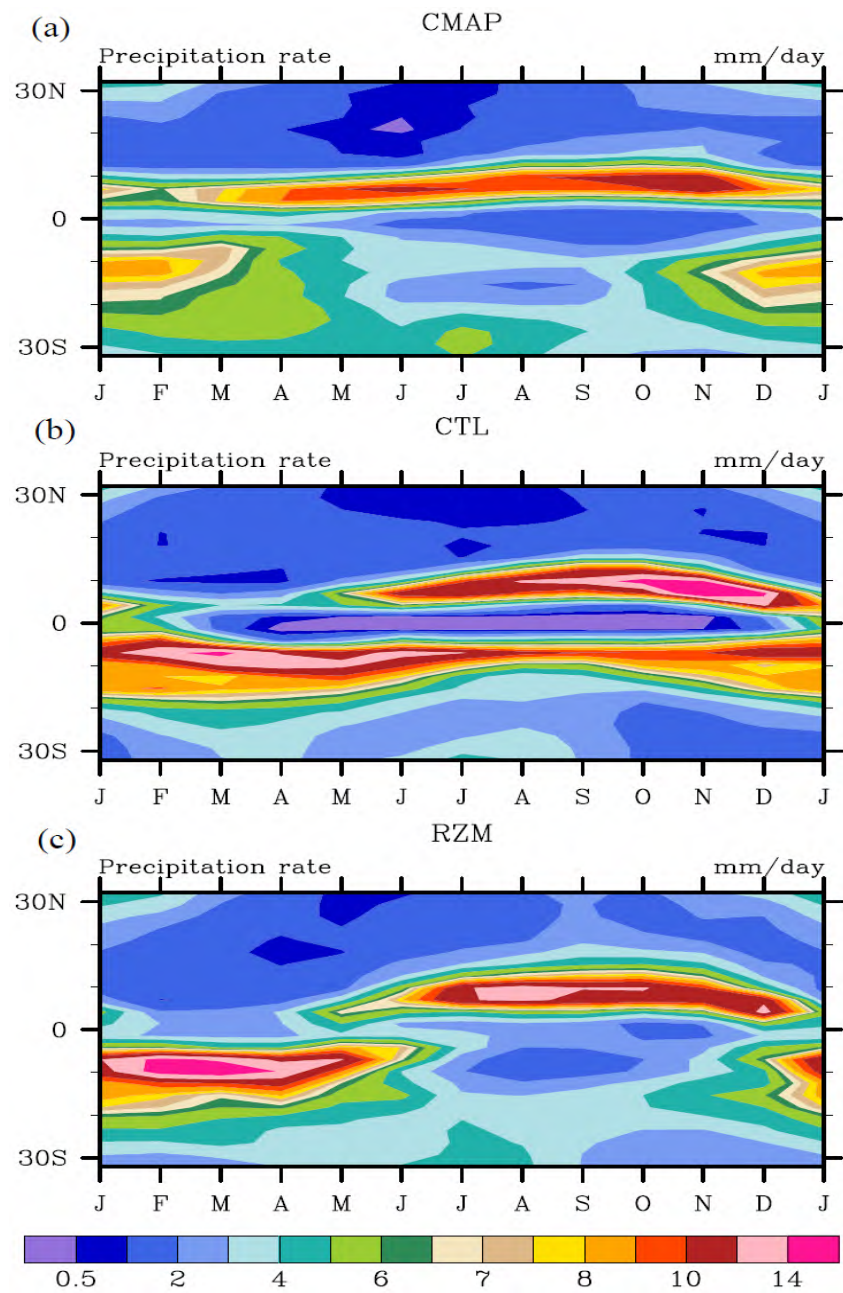 (a) CMAP
Precipitation rate mm/day
30N
0
30S
J F M A M J J A S O N D J
(b) CTL
Precipitation rate mm/day
30N
0
30S
J F M A M J J A S O N D J
(c) RZM
Precipitation rate mm/day
30N
0
30S
J F M A M J J A S O N D J
0.5 2 4 6 7 8 10 14